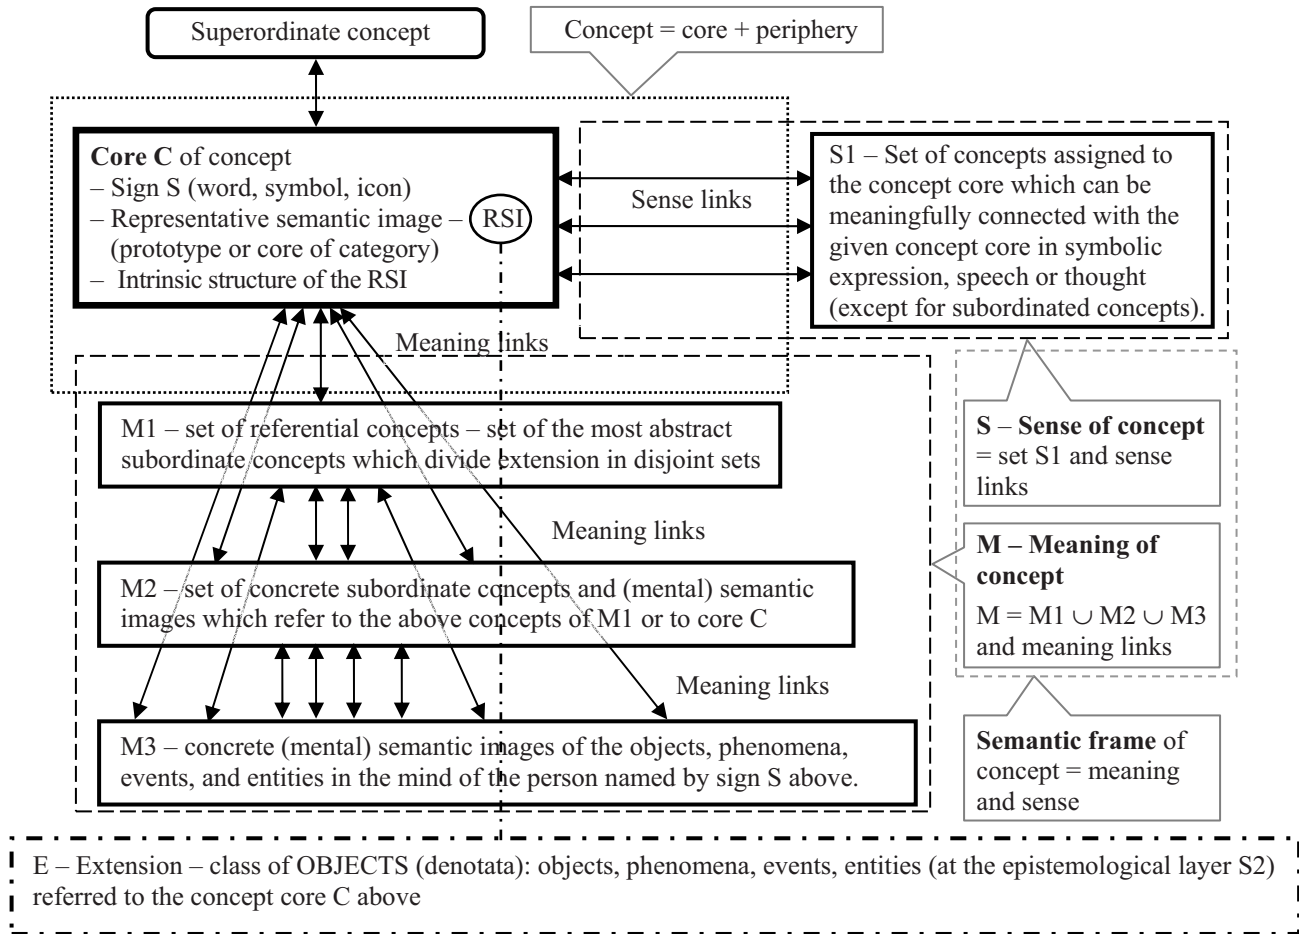 Superordinate concept
Concept = core + periphery
Core C of concept
– Sign S (word, symbol, icon)
– Representative semantic image –
(prototype or core of category)
– Intrinsic structure of the RSI
RSI
Sense links
S1 – Set of concepts assigned to
the concept core which can be
meaningfully connected with the
given concept core in symbolic
expression, speech or thought
(except for subordinated concepts).
Meaning links
M1 – set of referential concepts – set of the most abstract
subordinate concepts which divide extension in disjoint sets
S – Sense of concept
= set S1 and sense
links
Meaning links
M – Meaning of
concept
M = M1 ∪ M2 ∪ M3
and meaning links
M2 – set of concrete subordinate concepts and (mental) semantic
images which refer to the above concepts of M1 or to core C
Meaning links
M3 – concrete (mental) semantic images of the objects, phenomena,
events, and entities in the mind of the person named by sign S above.
Semantic frame of
concept = meaning
and sense
E – Extension – class of OBJECTS (denotata): objects, phenomena, events, entities (at the epistemological layer S2)
referred to the concept core C above